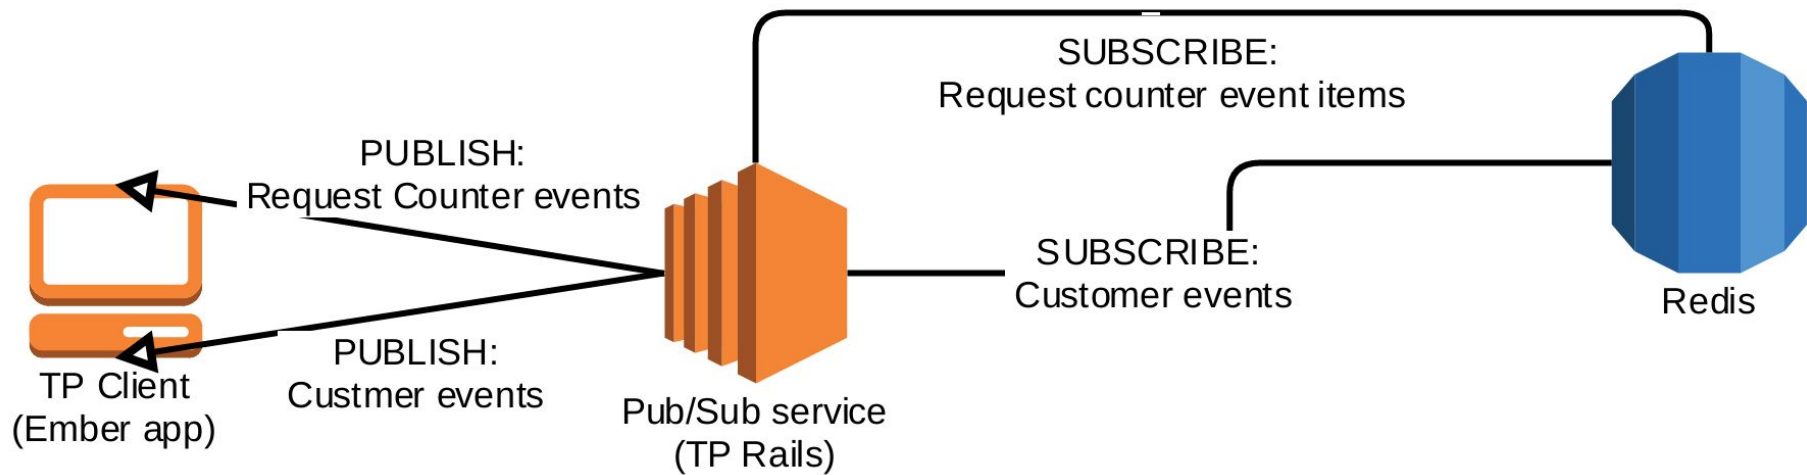 SUBSCRIBE:
Request counter event items
PUBLISH:
Request Counter events
SUBSCRIBE:
Customer events
Redis
PUBLISH:
Custmer events
TP Client
(Ember app)
Pub/Sub service
(TP Rails)